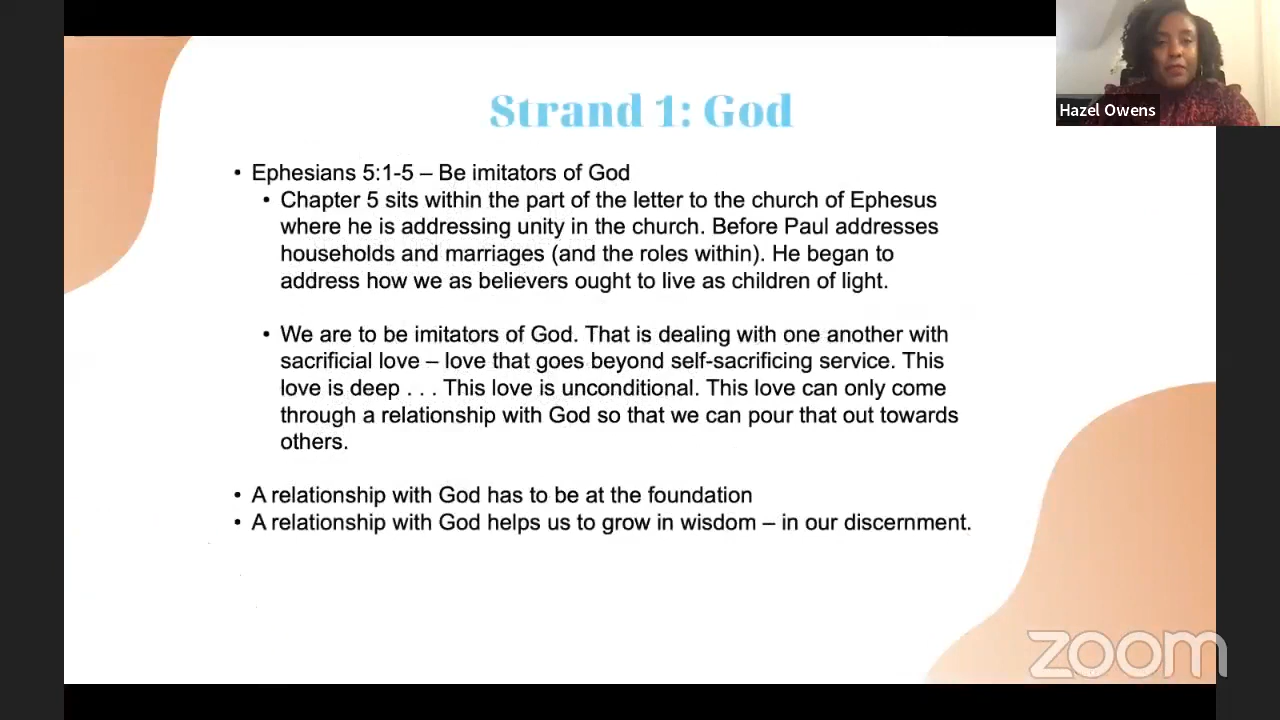 Strand 1: God
Hazel Owens
• Ephesians 5:1-5 – Be imitators of God
• Chapter 5 sits within the part of the letter to the church of Ephesus
where he is addressing unity in the church. Before Paul addresses
households and marriages (and the roles within). He began to
address how we as believers ought to live as children of light.
• We are to be imitators of God. That is dealing with one another with
sacrificial love – love that goes beyond self-sacrificing service. This
love is deep . . . This love is unconditional. This love can only come
through a relationship with God so that we can pour that out towards
others.
• A relationship with God has to be at the foundation
• A relationship with God helps us to grow in wisdom – in our discernment.
zoom